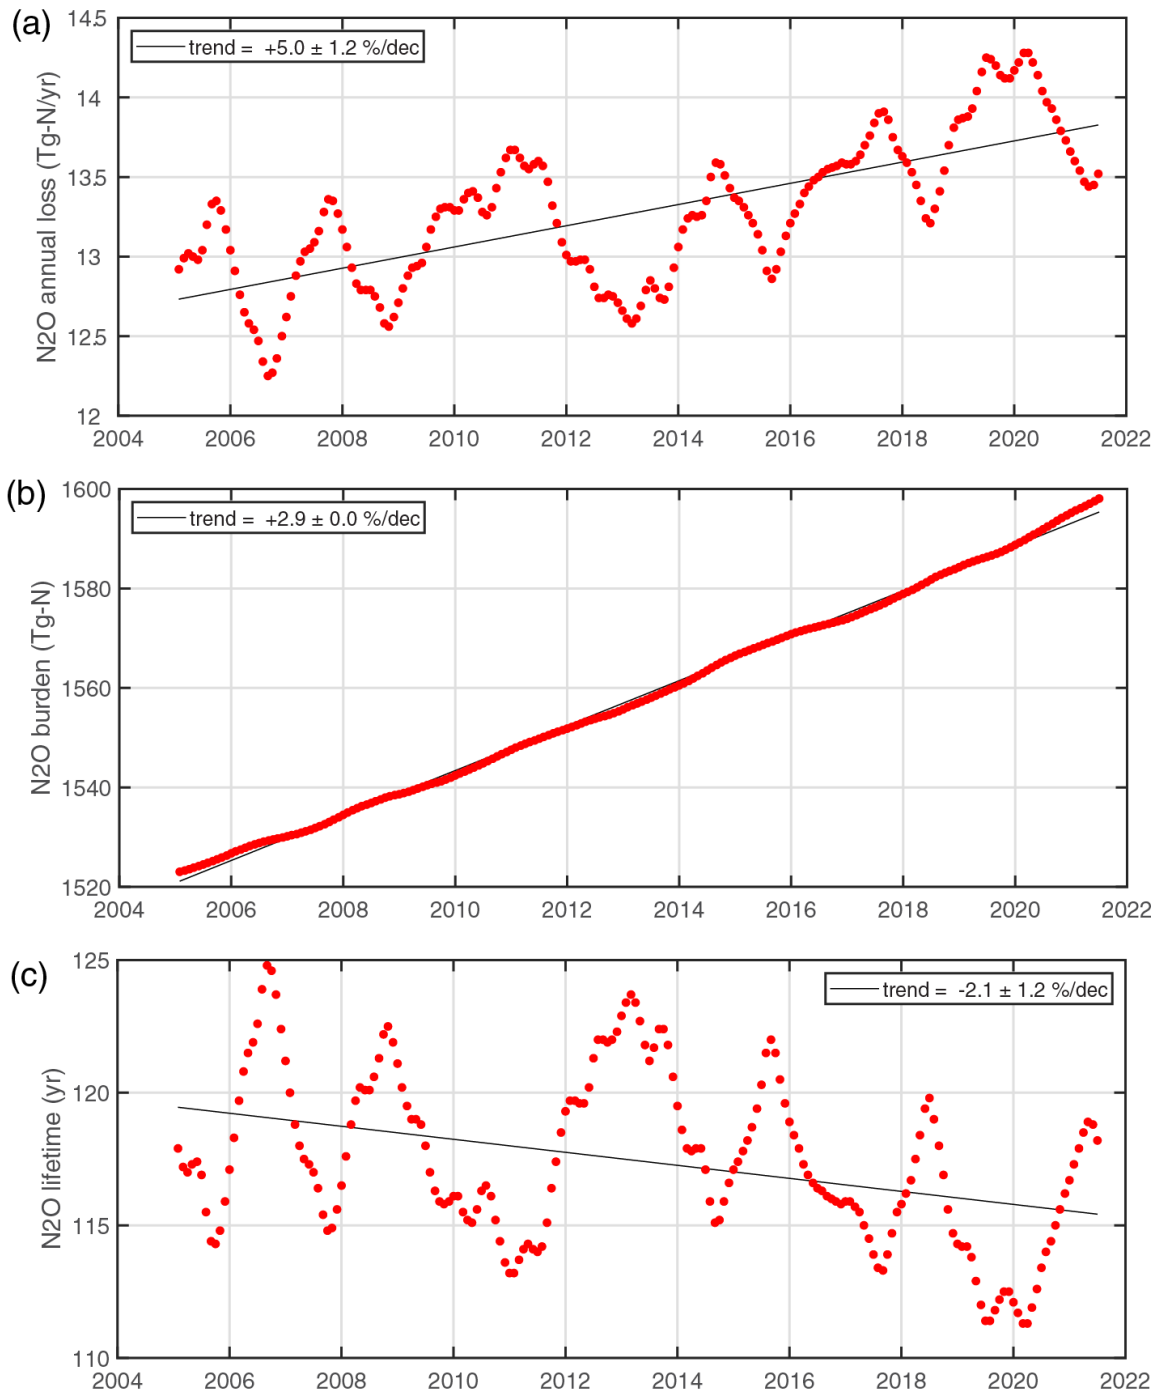 (a)
trend = +5.0 ± 1.2 %/dec
N2O annual loss (Tg-N/yr)
14.5
14
13.5
13
12.5
12
2004 2006 2008 2010 2012 2014 2016 2018 2020 2022
(b)
trend = +2.9 ± 0.0 %/dec
N2O burden (Tg-N)
1600
1580
1560
1540
1520
2004 2006 2008 2010 2012 2014 2016 2018 2020 2022
(c)
trend = -2.1 ± 1.2 %/dec
N2O lifetime (yr)
125
120
115
110
2004 2006 2008 2010 2012 2014 2016 2018 2020 2022